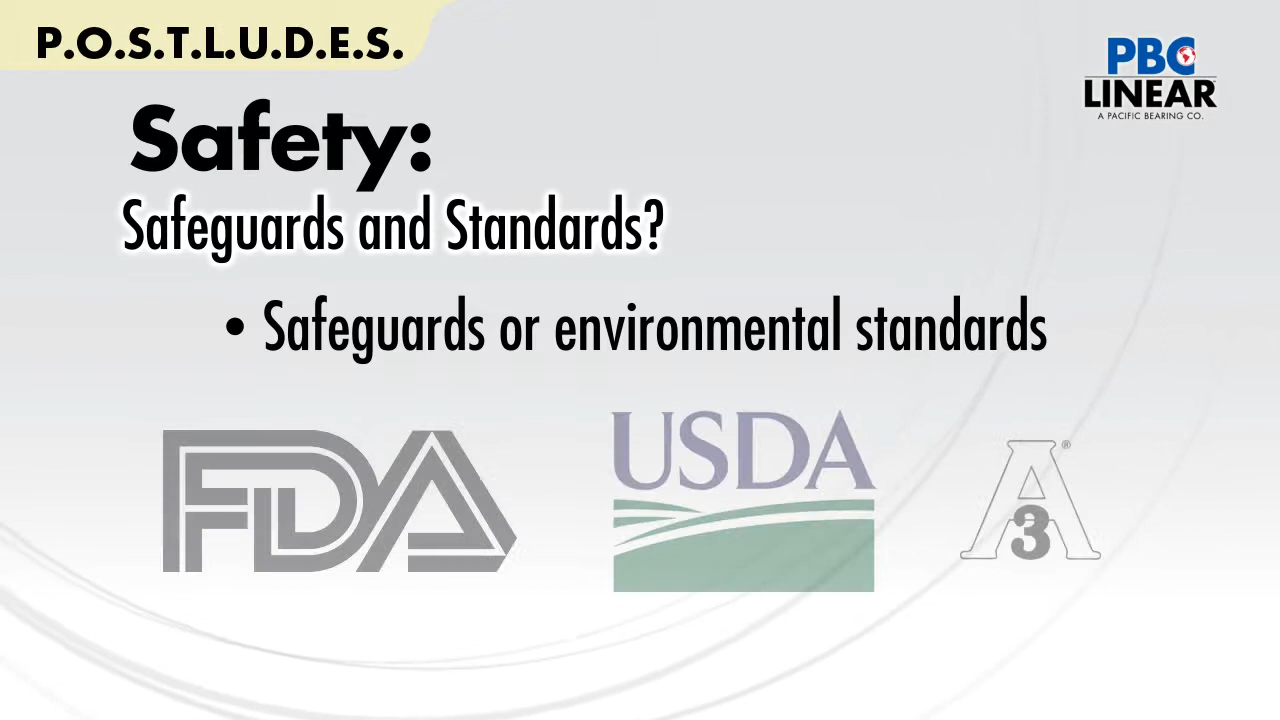 P.O.S.T.L.U.D.E.S.
PBC
LINEAR
A PACIFIC BEARING CO.
Safety:
Safeguards and Standards?
• Safeguards or environmental standards
FDA
USDA
A ®
3